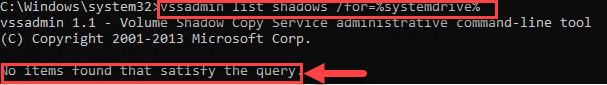 C:\Windows\system32>vssadmin list shadows /for=%systemdrive%
vssadmin 1.1 - Volume Shadow Copy Service administrative command-line tool
(C) Copyright 2001-2013 Microsoft Corp.
No items found that satisfy the query.